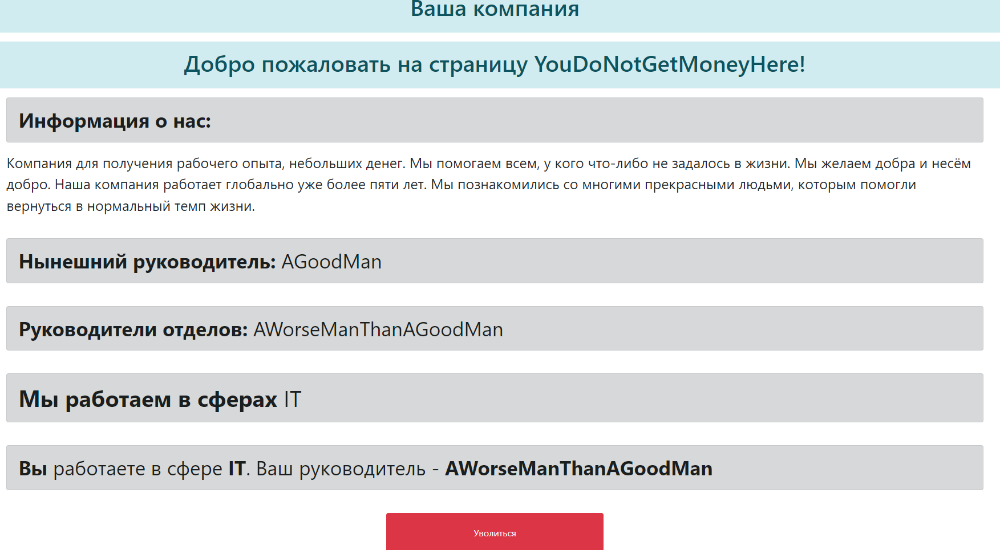 Ваша компания
Добро пожаловать на страницу YouDoNotGetMoneyHere!
Информация о нас:
Компания для получения рабочего опыта, небольших денег. Мы помогаем всем, у кого что-либо не задалось в жизни. Мы желаем добра и несём
добро. Наша компания работает глобально уже более пяти лет. Мы познакомились со многими прекрасными людьми, которым помогли
вернуться в нормальный темп жизни.
Нынешний руководитель: AGoodMan
Руководители отделов: AWorseManThanAGoodMan
Мы работаем в сферах IT
Вы работаете в сфере IT. Ваш руководитель - AWorseManThanAGoodMan
Уволиться